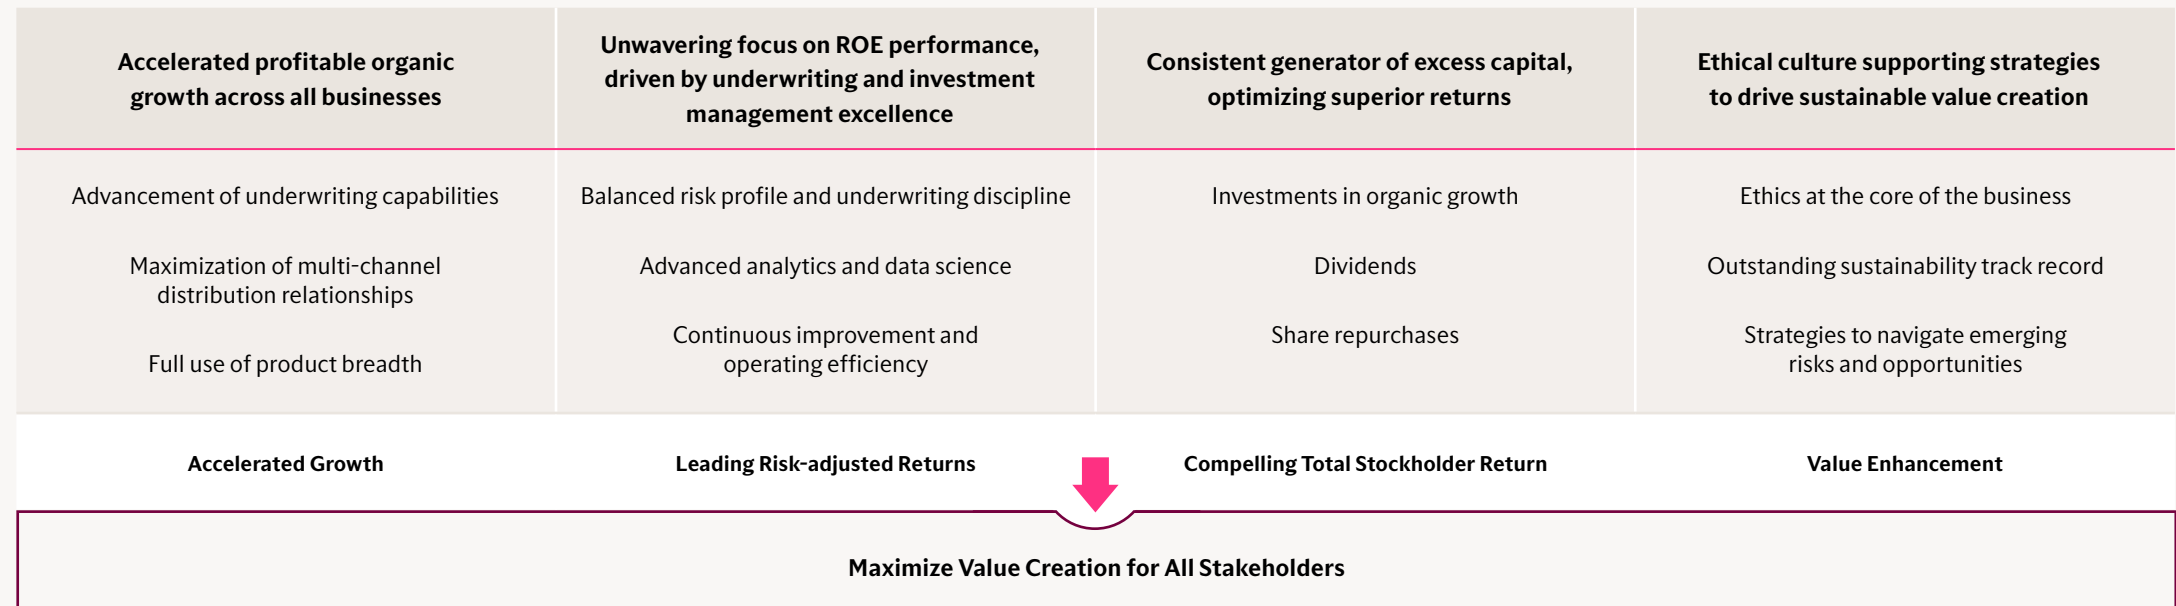 Accelerated profitable organic
growth across all businesses
Unwavering focus on ROE performance,
driven by underwriting and investment
management excellence
Consistent generator of excess capital,
optimizing superior returns
Ethical culture supporting strategies
to drive sustainable value creation
Advancement of underwriting capabilities
Maximization of multi-channel
distribution relationships
Full use of product breadth
Balanced risk profile and underwriting discipline
Advanced analytics and data science
Continuous improvement and
operating efficiency
Investments in organic growth
Dividends
Share repurchases
Ethics at the core of the business
Outstanding sustainability track record
Strategies to navigate emerging
risks and opportunities
Accelerated Growth
Leading Risk-adjusted Returns
Compelling Total Stockholder Return
Value Enhancement
Maximize Value Creation for All Stakeholders